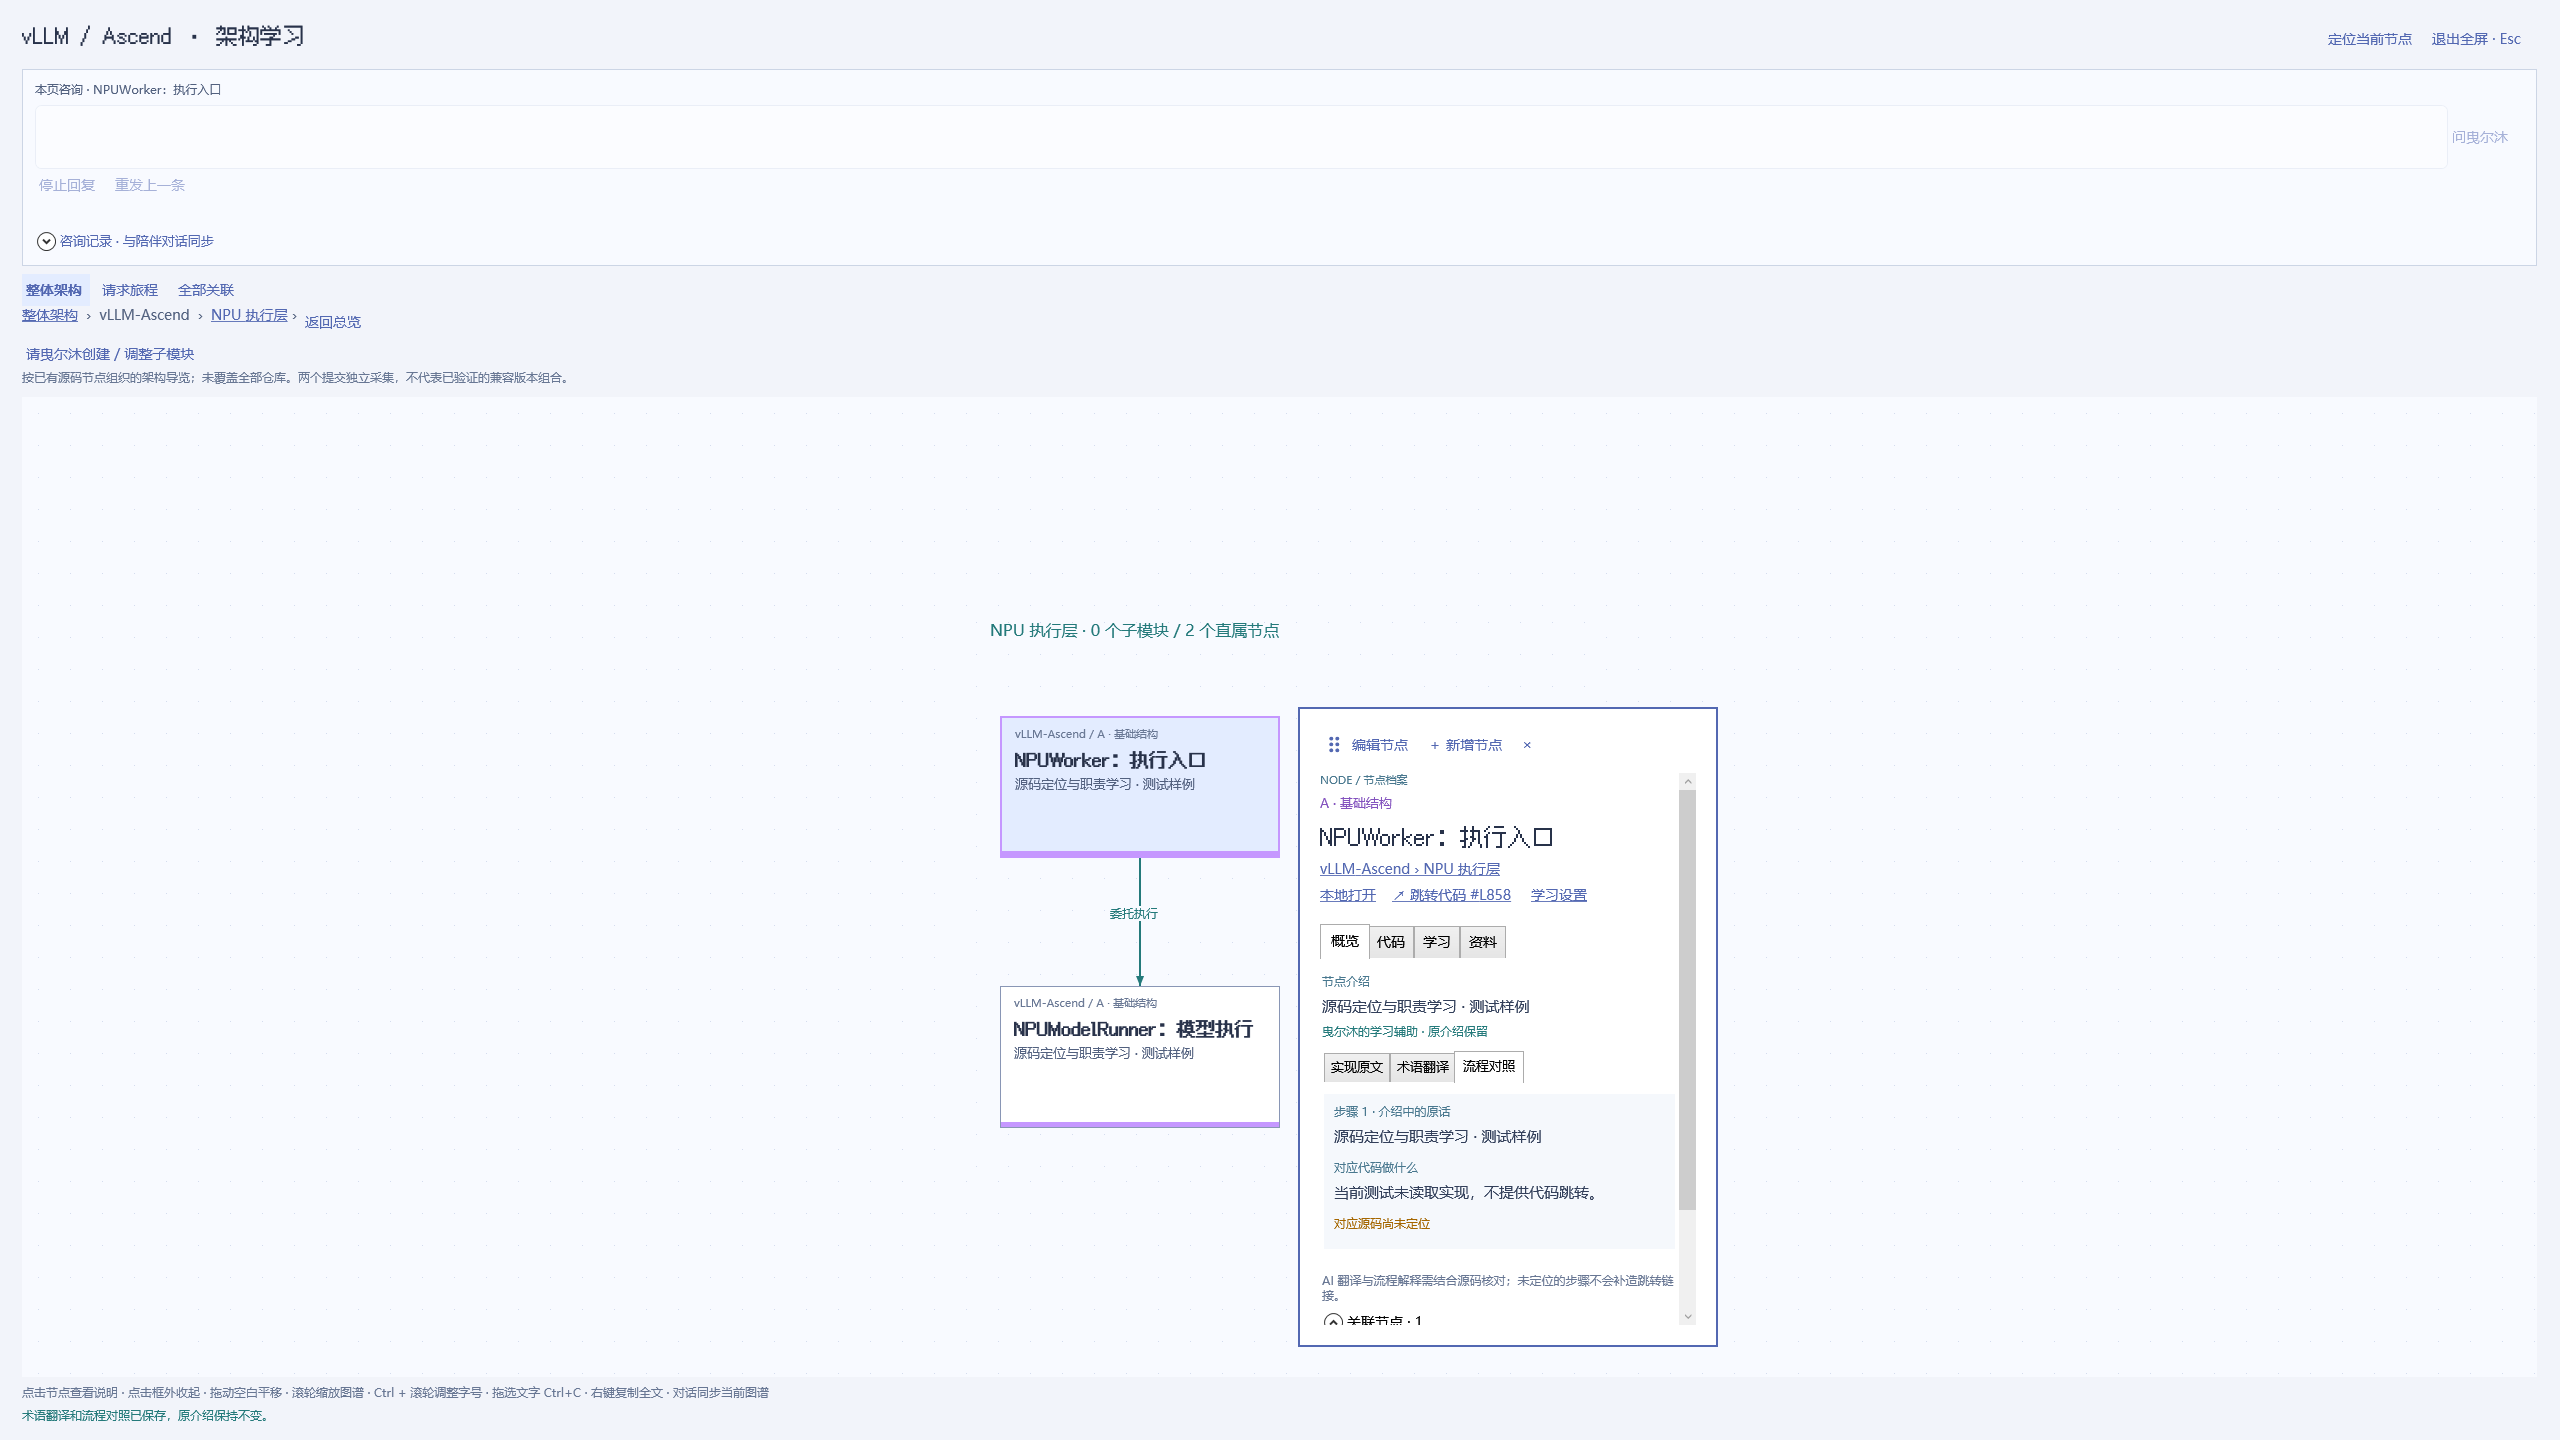 vLLM / Ascend · 架构学习
定位当前节点 退出全屏 · Esc
本页咨询 · NPUWorker：执行入口
问曳尔沐
停止回复 重发上一条
咨询记录 · 与陪伴对话同步
整体架构 请求旅程 全部关联
整体架构 › vLLM-Ascend › NPU 执行层 › 返回总览
请曳尔沐创建 / 调整子模块
按已有源码节点组织的架构导览；未覆盖全部仓库。两个提交独立采集，不代表已验证的兼容版本组合。
NPU 执行层 · 0 个子模块 / 2 个直属节点
vLLM-Ascend / A · 基础结构
NPUWorker：执行入口
源码定位与职责学习 · 测试样例
委托执行
vLLM-Ascend / A · 基础结构
NPUModelRunner：模型执行
源码定位与职责学习 · 测试样例
编辑节点 + 新增节点 ×
NODE / 节点档案
A · 基础结构
NPUWorker：执行入口
vLLM-Ascend › NPU 执行层
本地打开 ↗ 跳转代码 #L858 学习设置
概览 代码 学习 资料
节点介绍
源码定位与职责学习 · 测试样例
曳尔沐的学习辅助 · 原介绍保留
实现原文 术语翻译 流程对照
步骤 1 · 介绍中的原话
源码定位与职责学习 · 测试样例
对应代码做什么
当前测试未读取实现，不提供代码跳转。
对应源码尚未定位
AI 翻译与流程解释需结合源码核对；未定位的步骤不会补造跳转链
接。
关联节点 · 1
点击节点查看说明 · 点击框外收起 · 拖动空白平移 · 滚轮缩放图谱 · Ctrl + 滚轮调整字号 · 拖选文字 Ctrl+C · 右键复制全文 · 对话同步当前图谱
术语翻译和流程对照已保存，原介绍保持不变。